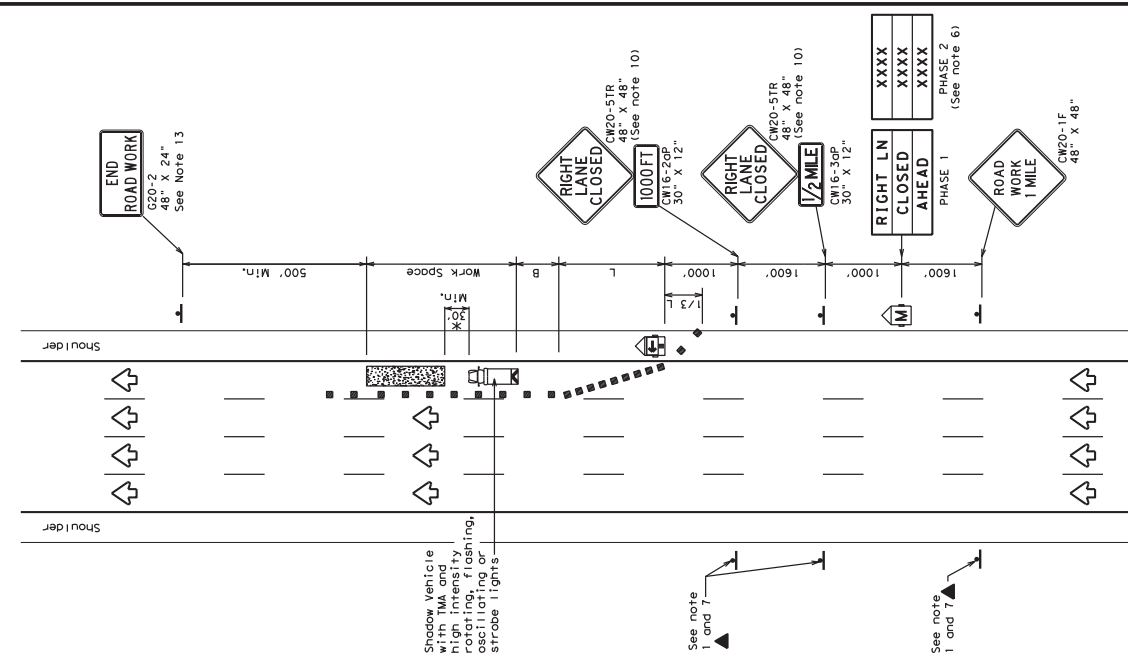 END
ROAD WORK
G20-2
48" X 24"
See Note 13
RIGHT
LANE
CLOSED
1000 FT
CW20-5TR
48" X 48"
(See note 10)
CW16-2aP
30" X 12"
RIGHT
LANE
CLOSED
1/2 MILE
CW20-5TR
48" X 48"
(See note 10)
CW16-3aP
30" X 12"
RIGHT LN
CLOSED
AHEAD
PHASE 1
XXXX
XXXX
XXXX
PHASE 2
(See note 6)
ROAD
WORK
1 MILE
CW20-1F
48" X 48"
500' Min.
Work Space
B
L
1000'
1600'
1000'
1600'
30'
Min.
*
1/3 L
M
Shoulder
Shoulder
Shadow Vehicle
with TMA and
high intensity
rotating, flashing,
oscillating or
strobe lights
See note
1 and 7
See note
1 and 7